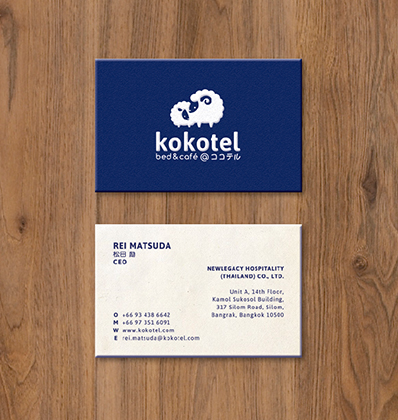 kokotel
bed & café @ ココテル
REI MATSUDA
松田 励
CEO
NEWLEGACY HOSPITALITY
(THAILAND) CO., LTD.
Unit A, 14th Floor,
Kamol Sukosol Building,
317 Silom Road, Silom,
Bangrak, Bangkok 10500
O +66 93 438 6642
M +66 97 351 6091
W www.kokotel.com
E rei.matsuda@kokotel.com